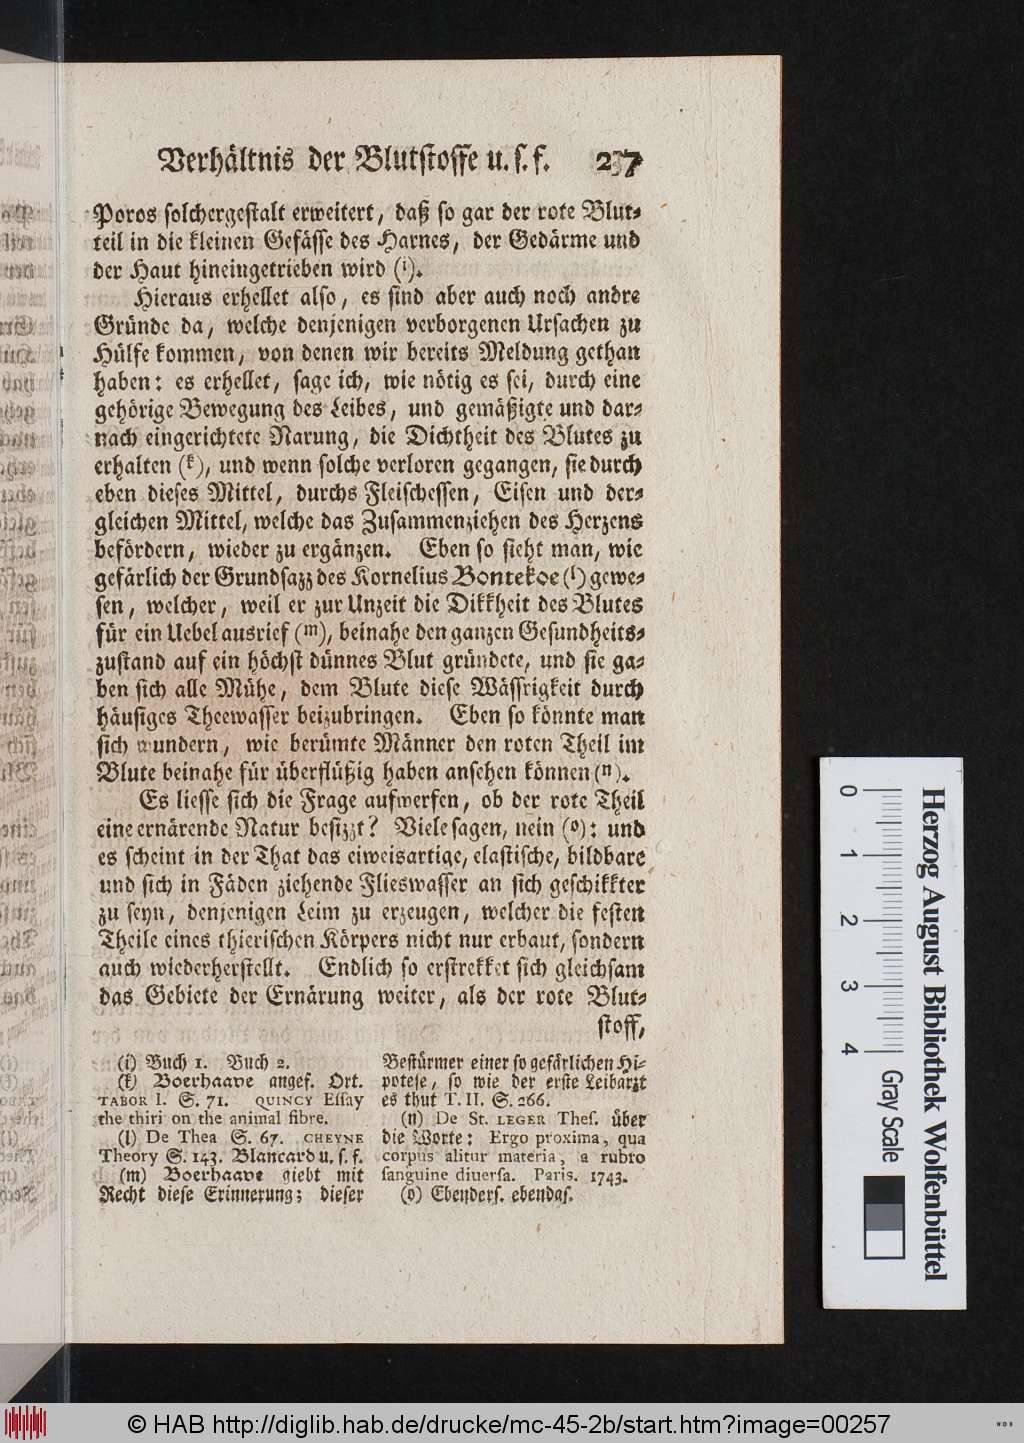 Verhältnis der Blutstoffe u. s. f. 237
Poros solchergestalt erweitert, daß so gar der rote Blut-
teil in die kleinen Gefässe des Harnes, der Gedärme und
der Haut hineingetrieben wird (i).
Hieraus erhellet also, es sind aber auch noch andre
Gründe da, welche denjenigen verborgenen Ursachen zu
Hülfe kommen, von denen wir bereits Meldung gethan
haben: es erhellet, sage ich, wie nötig es sei, durch eine
gehörige Bewegung des Leibes, und gemäßigte und dar-
nach eingerichtete Narung, die Dichtheit des Blutes zu
erhalten (k), und wenn solche verloren gegangen, sie durch
eben dieses Mittel, durchs Fleischessen, Eisen und der-
gleichen Mittel, welche das Zusammenziehen des Herzens
befördern, wieder zu ergänzen. Eben so sieht man, wie
gefärlich der Grundsazz des Kornelius Bontekoe (l) gewe-
sen, welcher, weil er zur Unzeit die Dikkheit des Blutes
für ein Uebel ausrief (m), beinahe den ganzen Gesundheits-
zustand auf ein höchst dünnes Blut gründete, und sie ga-
ben sich alle Mühe, dem Blute diese Wässrigkeit durch
häusiges Theewasser beizubringen. Eben so könnte man
sich wundern, wie berümte Männer den roten Theil im
Blute beinahe für überflüßig haben ansehen können (n).
Es liesse sich die Frage aufwerfen, ob der rote Theil
eine ernärende Natur besizzt? Viele sagen, nein (o): und
es scheint in der That das eiweisartige, elastische, bildbare
und sich in Fäden ziehende Flieswasser an sich geschikkter
zu seyn, denjenigen Leim zu erzeugen, welcher die festen
Theile eines thierischen Körpers nicht nur erbaut, sondern
auch wiederherstellt. Endlich so erstrekket sich gleichsam
das Gebiete der Ernärung weiter, als der rote Blut-
stoff,
(i) Buch 1. Buch 2.
(k) Boerhaave angef. Ort.
TABOR I. S. 71. QUINCY Essay
the thiri on the animal fibre.
(l) De Thea S. 67. CHEYNE
Theory S. 143. Blancard u. s. f.
(m) Boerhaave giebt mit
Recht diese Erinnerung; dieser
Bestürmer einer so gefärlichen Hi-
potese, so wie der erste Leibarzt
es thut T. II. S. 266.
(n) De St. LEGER Thes. über
die Worte: Ergo proxima, qua
corpus alitur materia, a rubro
sanguine diuersa. Paris. 1743.
(o) Ebenders. ebendas.
0 1 2 3 4
Herzog August Bibliothek Wolfenbüttel
Gray Scale
© HAB http://diglib.hab.de/drucke/mc-45-2b/start.htm?image=00257